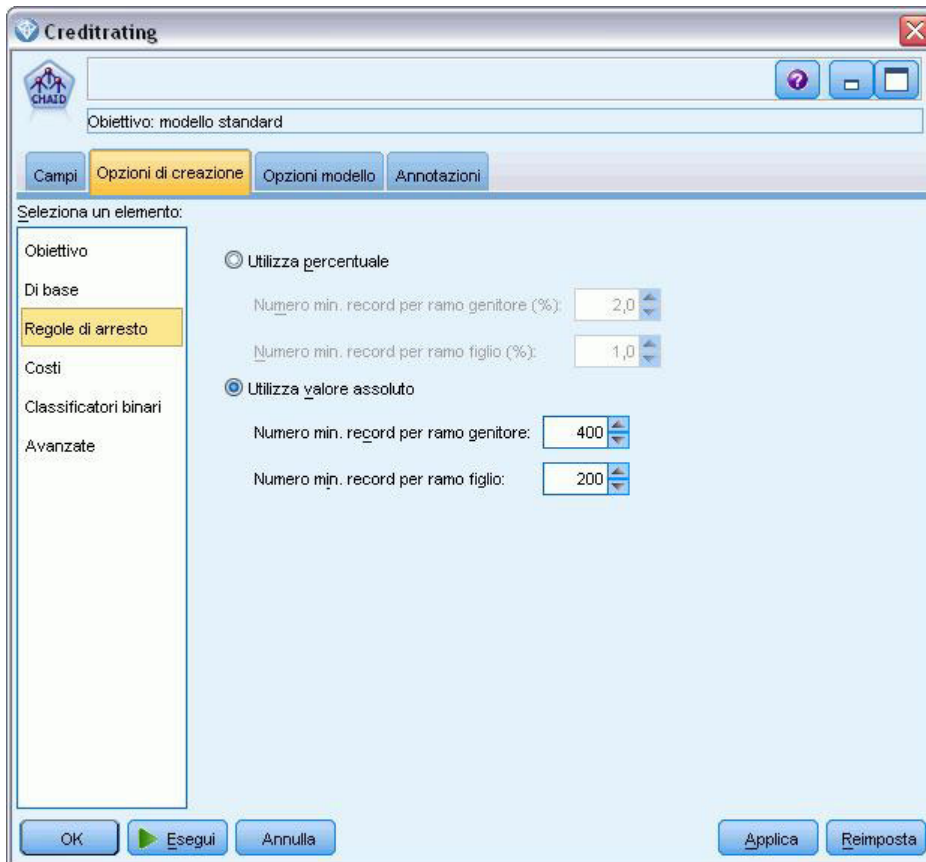 Creditrating
CHAID
?
Obiettivo: modello standard
Campi
Opzioni di creazione
Opzioni modello
Annotazioni
Seleziona un elemento:
Obiettivo
Di base
Regole di arresto
Costi
Classificatori binari
Avanzate
Utilizza percentuale
Numero min. record per ramo genitore (%): 2,0
Numero min. record per ramo figlio (%): 1,0
Utilizza valore assoluto
Numero min. record per ramo genitore: 400
Numero min. record per ramo figlio: 200
OK
Esegui
Annulla
Applica
Reimposta